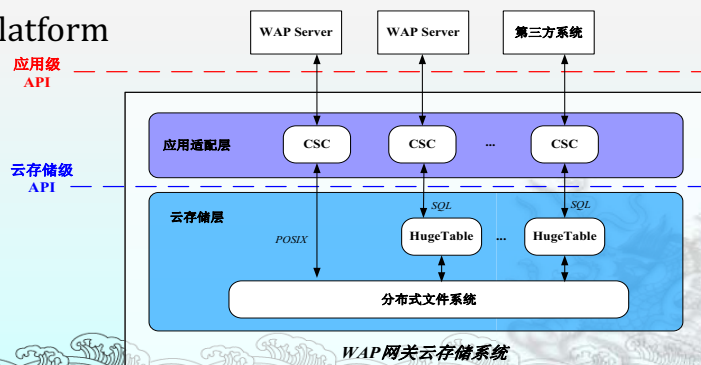 latform
WAP Server
WAP Server
第三方系统
应用级
API
应用适配层
CSC
CSC
...
CSC
云存储级
API
云存储层
SQL
SQL
POSIX
HugeTable
...
HugeTable
分布式文件系统
WAP网关云存储系统